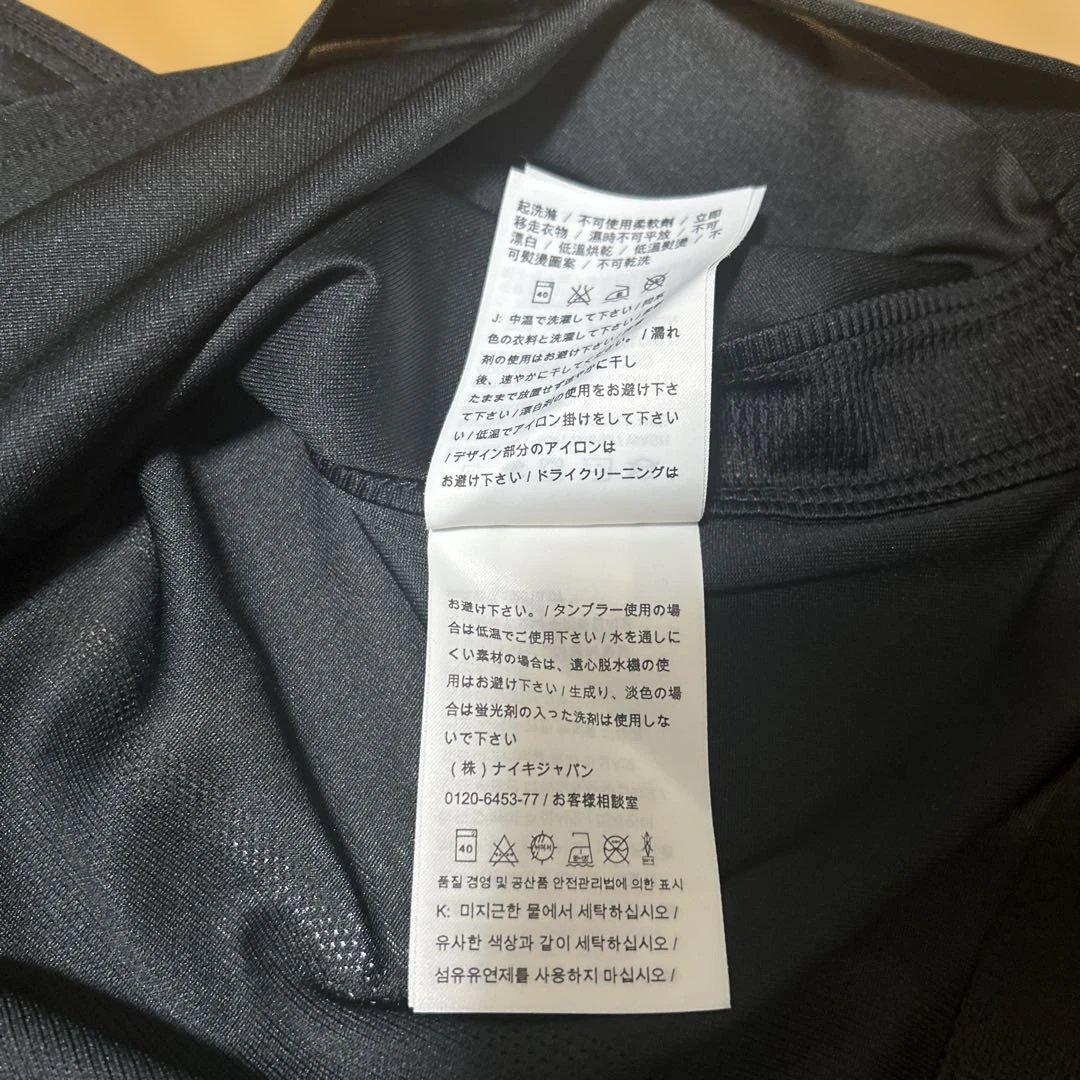 起洗滌 / 不可使用柔軟劑 / 立即
移走衣物 / 濕時不可平放 / 不可
漂白 / 低溫烘乾 / 低溫熨燙 / 不
可熨燙圖案 / 不可乾洗
40
J: 中温で洗濯して下さい / 同系
色の衣料と洗濯して下さい /
剤の使用はお避け下さい。 / 濡れ
後、速やかに干してください。
たままで放置せず速やかに干し
て下さい / 漂白剤の使用をお避け下さ
い / 低温でアイロン掛けをして下さい
/ デザイン部分のアイロンは
お避け下さい / ドライクリーニングは
お避け下さい。 / タンブラー使用の場
合は低温でご使用下さい / 水を通しに
くい素材の場合は、遠心脱水機の使
用はお避け下さい / 生成り、淡色の場
合は蛍光剤の入った洗剤は使用しな
いで下さい
(株) ナイキジャパン
0120-6453-77 / お客様相談室
40
품질 경영 및 공산품 안전관리법에 의한 표시
K: 미지근한 물에서 세탁하십시오 /
유사한 색상과 같이 세탁하십시오 /
섬유유연제를 사용하지 마십시오 /